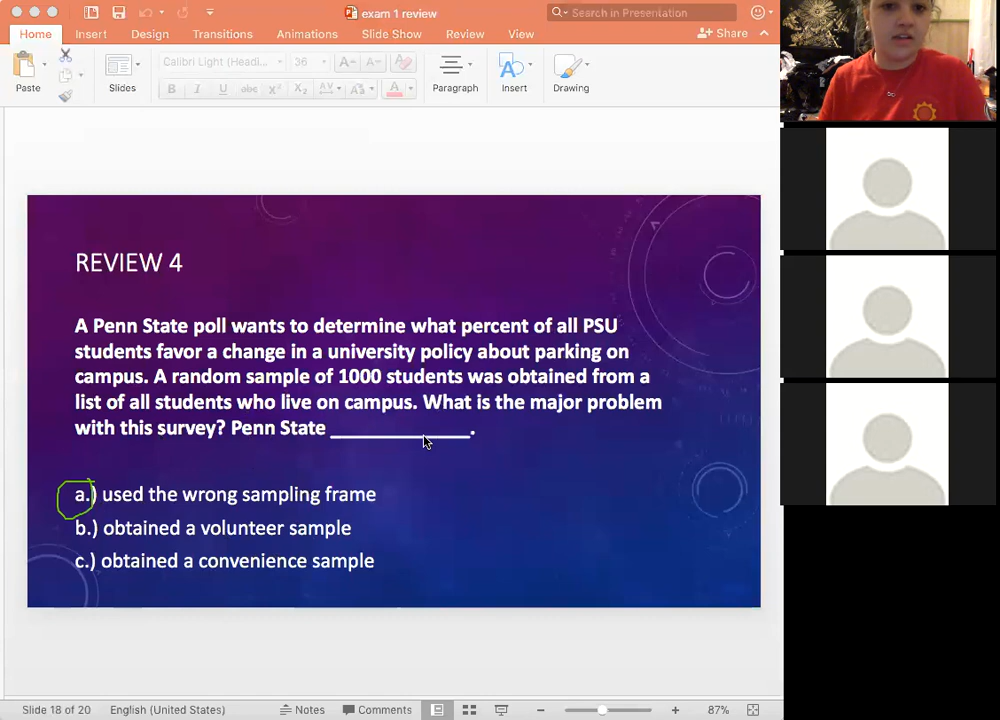 exam 1 review
Search in Presentation
Home Insert Design Transitions Animations Slide Show Review View Share
Calibri Light (Headi... 36 A A
Paste Slides B I U abc X² X₂ AV Aa A Paragraph Insert Drawing
REVIEW 4
A Penn State poll wants to determine what percent of all PSU
students favor a change in a university policy about parking on
campus. A random sample of 1000 students was obtained from a
list of all students who live on campus. What is the major problem
with this survey? Penn State ______________.
a.) used the wrong sampling frame
b.) obtained a volunteer sample
c.) obtained a convenience sample
Slide 18 of 20 English (United States) Notes Comments 87%